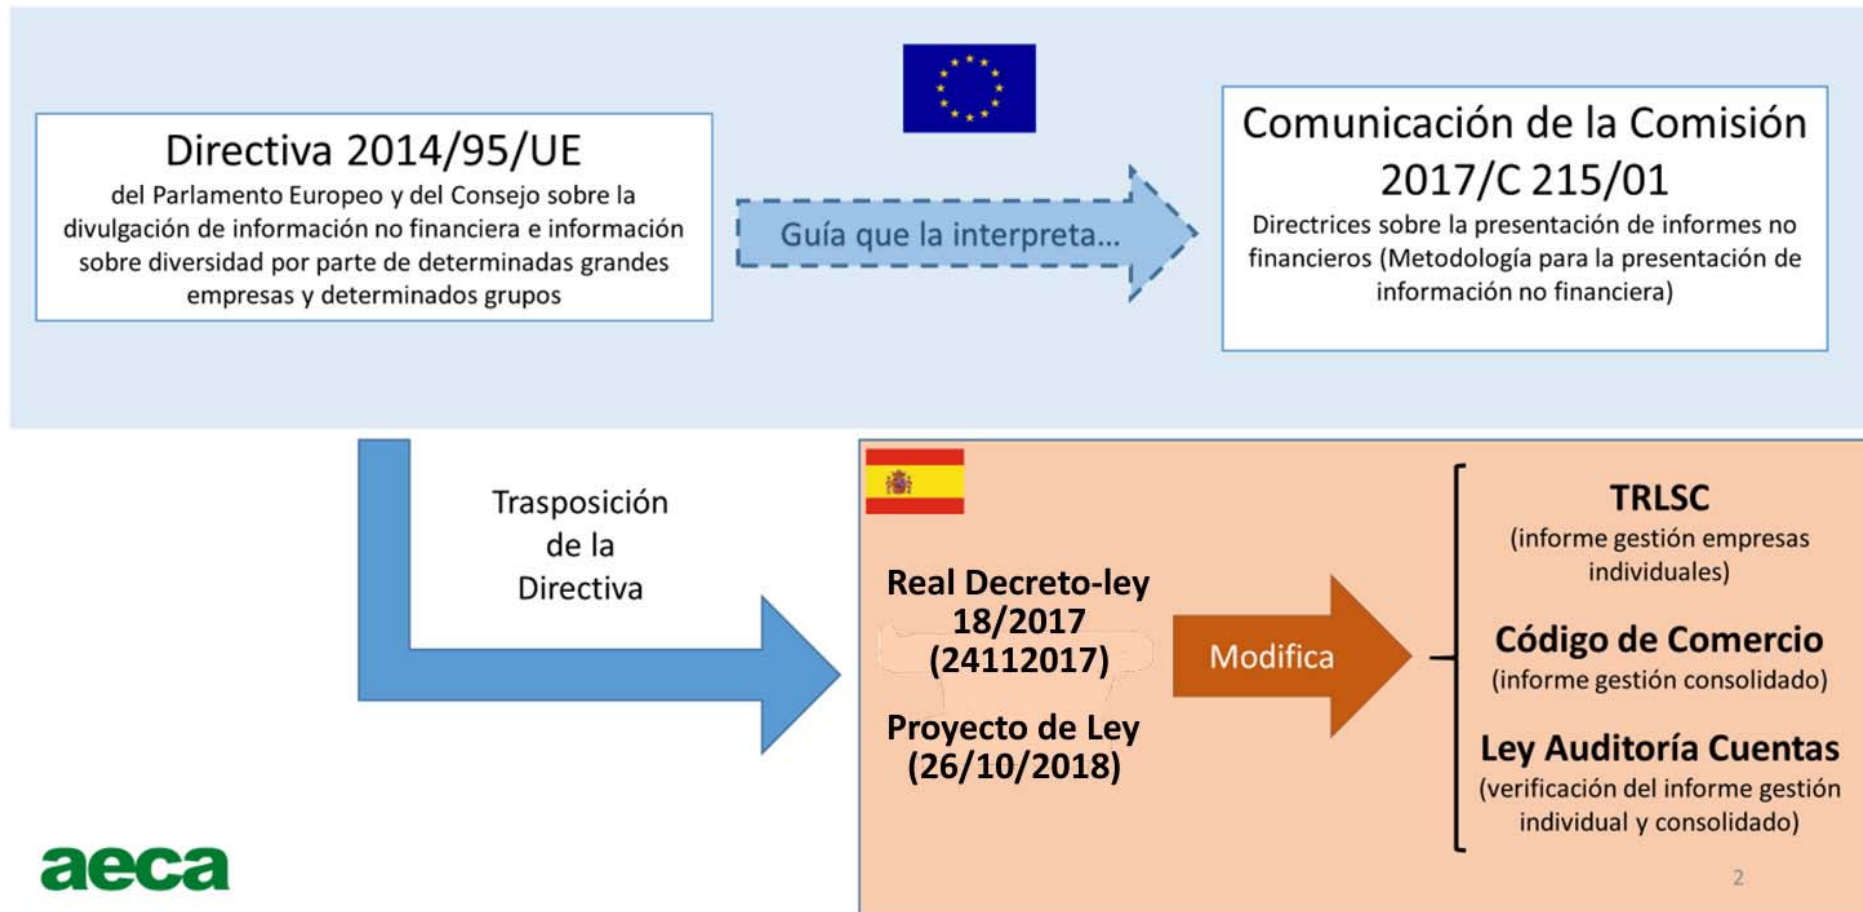 Directiva 2014/95/UE
del Parlamento Europeo y del Consejo sobre la
divulgación de información no financiera e información
sobre diversidad por parte de determinadas grandes
empresas y determinados grupos
Guía que la interpreta...
Comunicación de la Comisión
2017/C 215/01
Directrices sobre la presentación de informes no
financieros (Metodología para la presentación de
información no financiera)
Trasposición
de la
Directiva
Real Decreto-ley
18/2017
(24112017)
Proyecto de Ley
(26/10/2018)
Modifica
TRLSC
(informe gestión empresas
individuales)
Código de Comercio
(informe gestión consolidado)
Ley Auditoría Cuentas
(verificación del informe gestión
individual y consolidado)
aeca
2